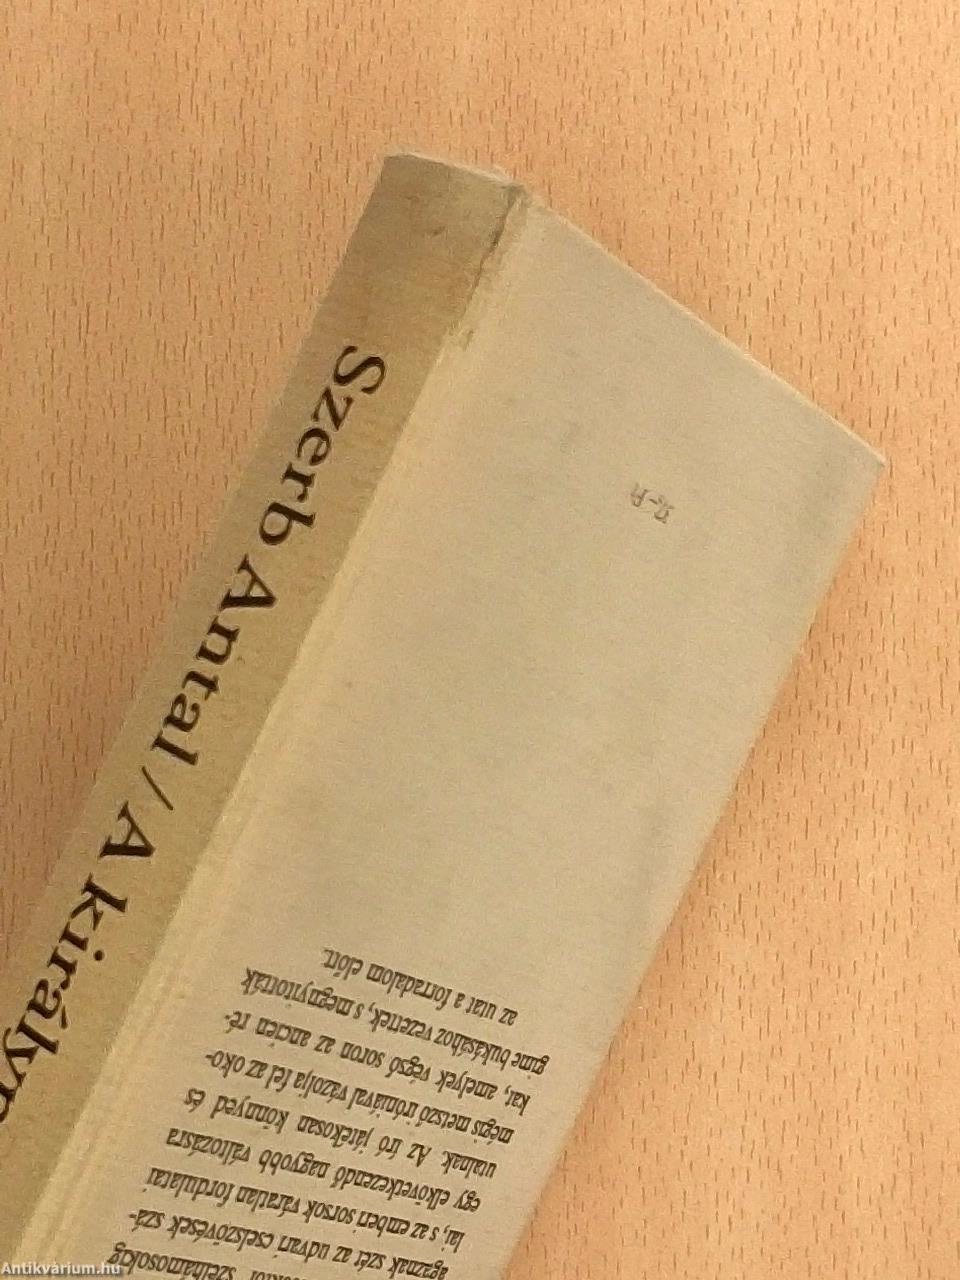 Szerb Antal / A királyn
szélhámosokig
ágaznak szét az udvari cselszövések szá-
lai, s az emberi sorsok váratlan fordulatai
egy elkövetkezendő nagyobb változásra
utalnak. Az író játékosan könnyed és
mégis metsző iróniával vázolja fel az oko-
kat, amelyek végső soron az ancien ré-
gime bukásához vezettek, s megnyitották
az utat a forradalom előtt.
Antikvárium.hu